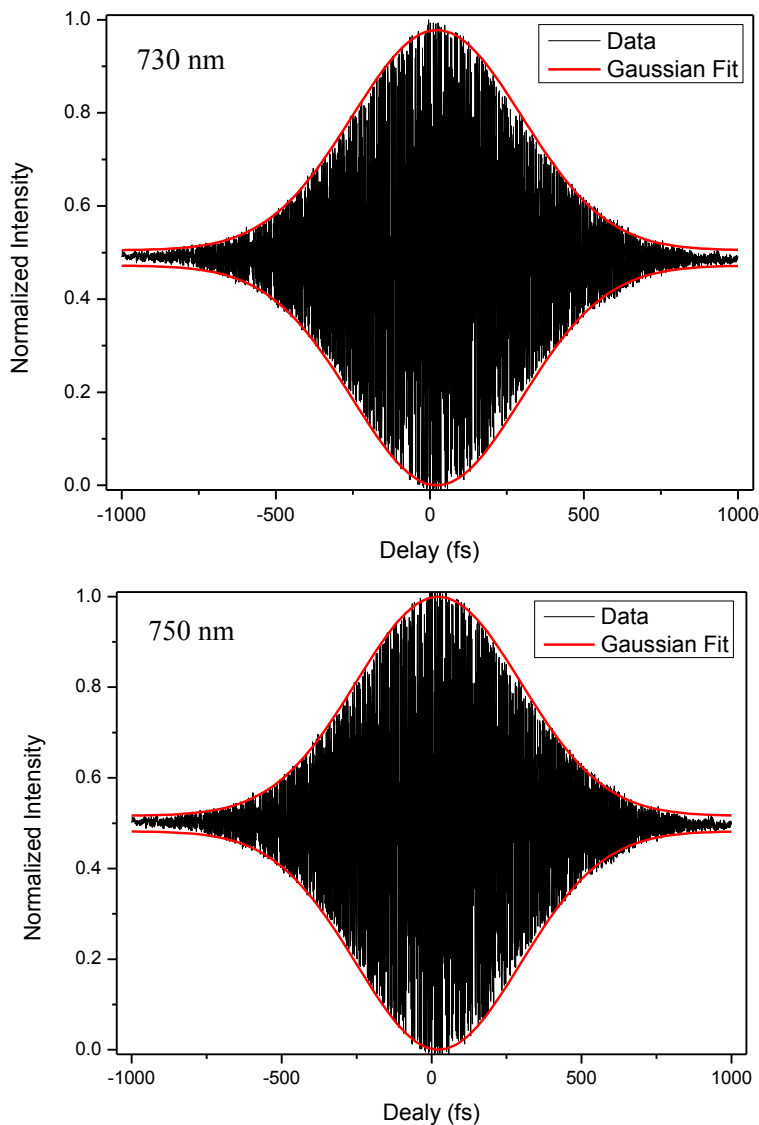 730 nm
Data
Gaussian Fit
Normalized Intensity
1.0
0.8
0.6
0.4
0.2
0.0
-1000
-500
0
500
1000
Delay (fs)
750 nm
Data
Gaussian Fit
Normalized Intensity
1.0
0.8
0.6
0.4
0.2
0.0
-1000
-500
0
500
1000
Dealy (fs)